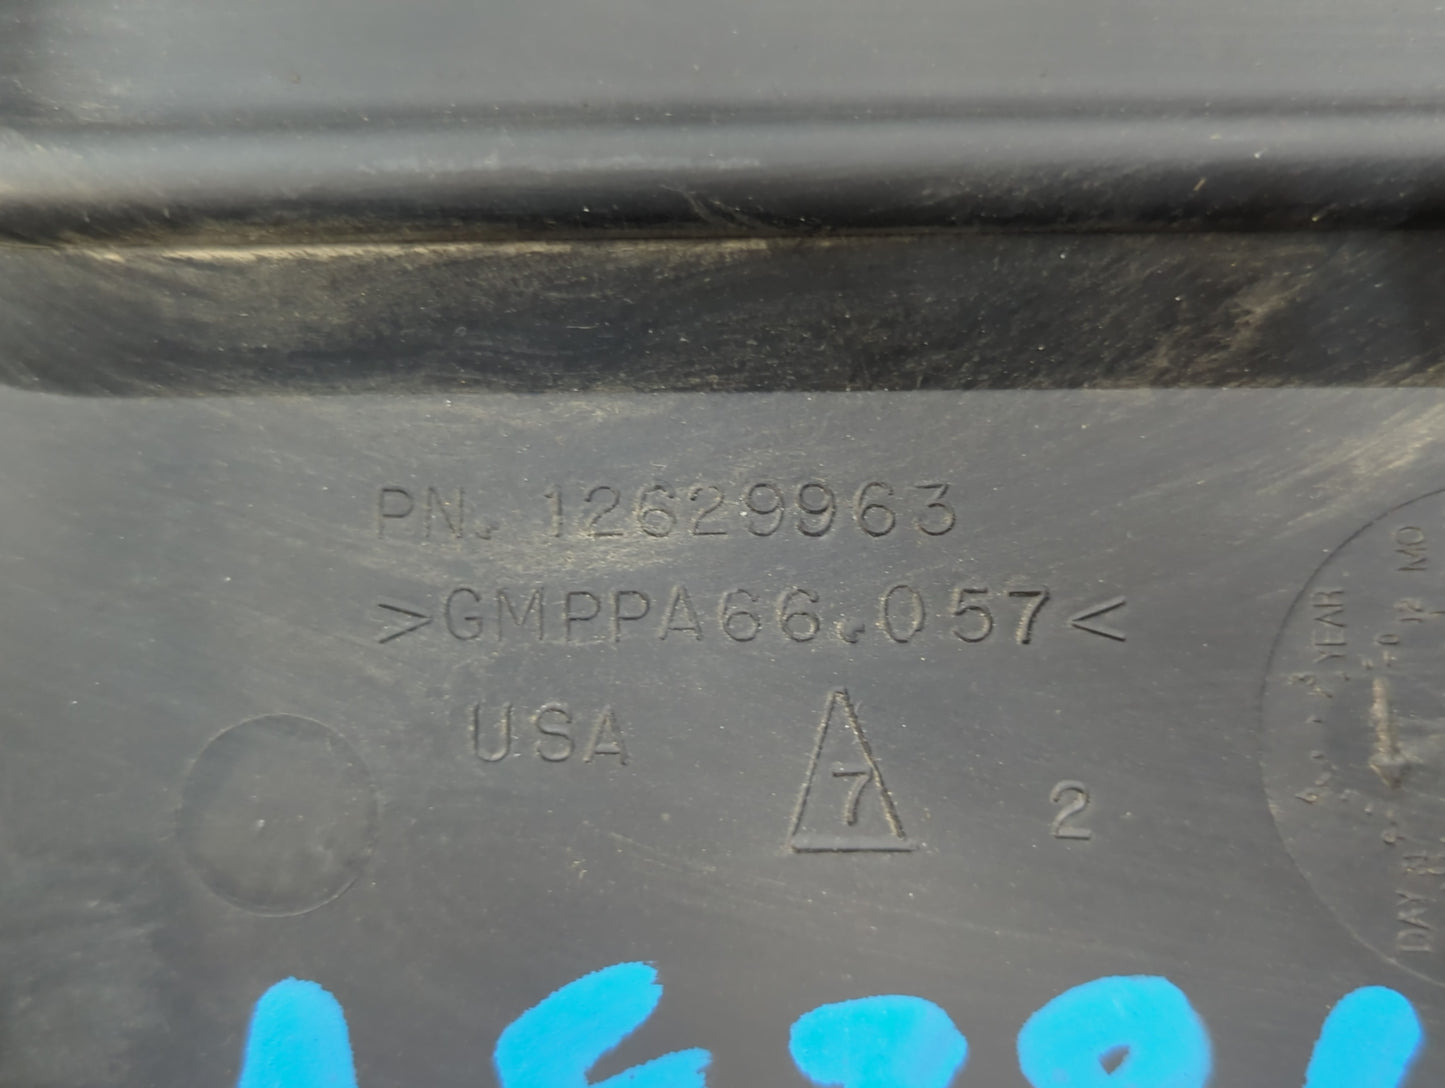 PN. 12629963
>GMPPA66.057<
USA
7
2
YEAR
MO
DAY